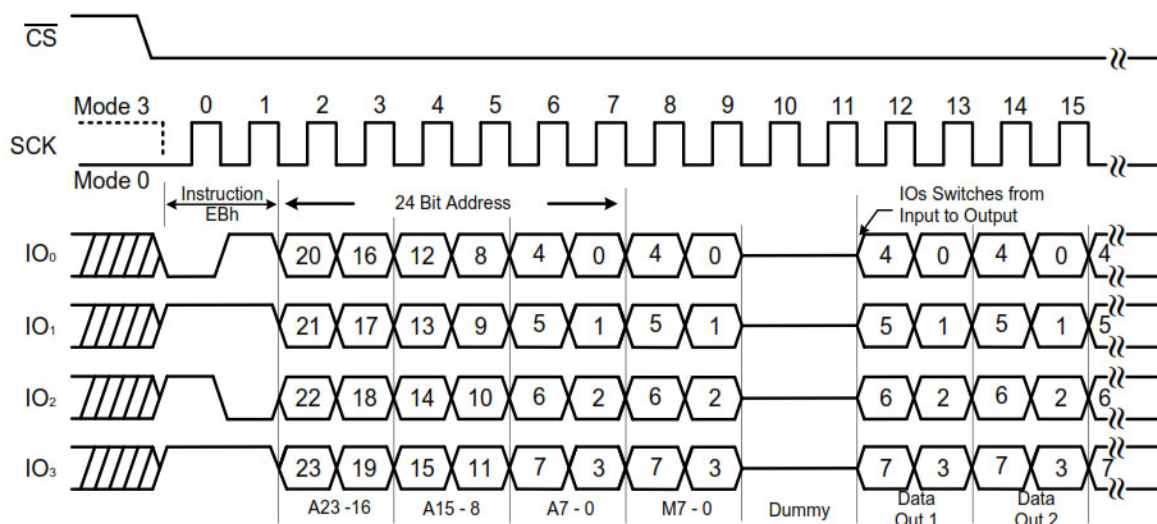 CS
Mode 3 0 1 2 3 4 5 6 7 8 9 10 11 12 13 14 15
SCK
Mode 0
Instruction
EBh
24 Bit Address
IOs Switches from
Input to Output
IO0 20 16 12 8 4 0 4 0 4 0 4 0 4
IO1 21 17 13 9 5 1 5 1 5 1 5 1 5
IO2 22 18 14 10 6 2 6 2 6 2 6 2 6
IO3 23 19 15 11 7 3 7 3 7 3 7 3 7
A23 -16 A15 - 8 A7 - 0 M7 - 0 Dummy Data Out 1 Data Out 2